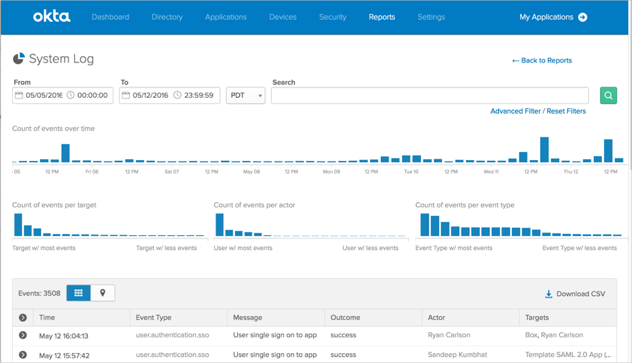 okta Dashboard Directory Applications Devices Security Reports Settings My Applications
System Log ← Back to Reports
From To Search
05/05/2016 00:00:00 05/12/2016 23:59:59 PDT
Advanced Filter / Reset Filters
Count of events over time
05 12 PM Fri 06 12 PM Sat 07 12 PM May 08 12 PM Mon 09 12 PM Tue 10 12 PM Wed 11 12 PM Thu 12 12 PM
Count of events per target Count of events per actor Count of events per event type
Target w/ most events Target w/ less events User w/ most events User w/ less events Event Type w/ most events Event Type w/ less events
Events: 3508 Download CSV
Time Event Type Message Outcome Actor Targets
May 12 16:04:13 user.authentication.sso User single sign on to app success Ryan Carlson Box, Ryan Carlson
May 12 15:57:42 user.authentication.sso User single sign on to app success Sandeep Kumbhat Template SAML 2.0 App (...